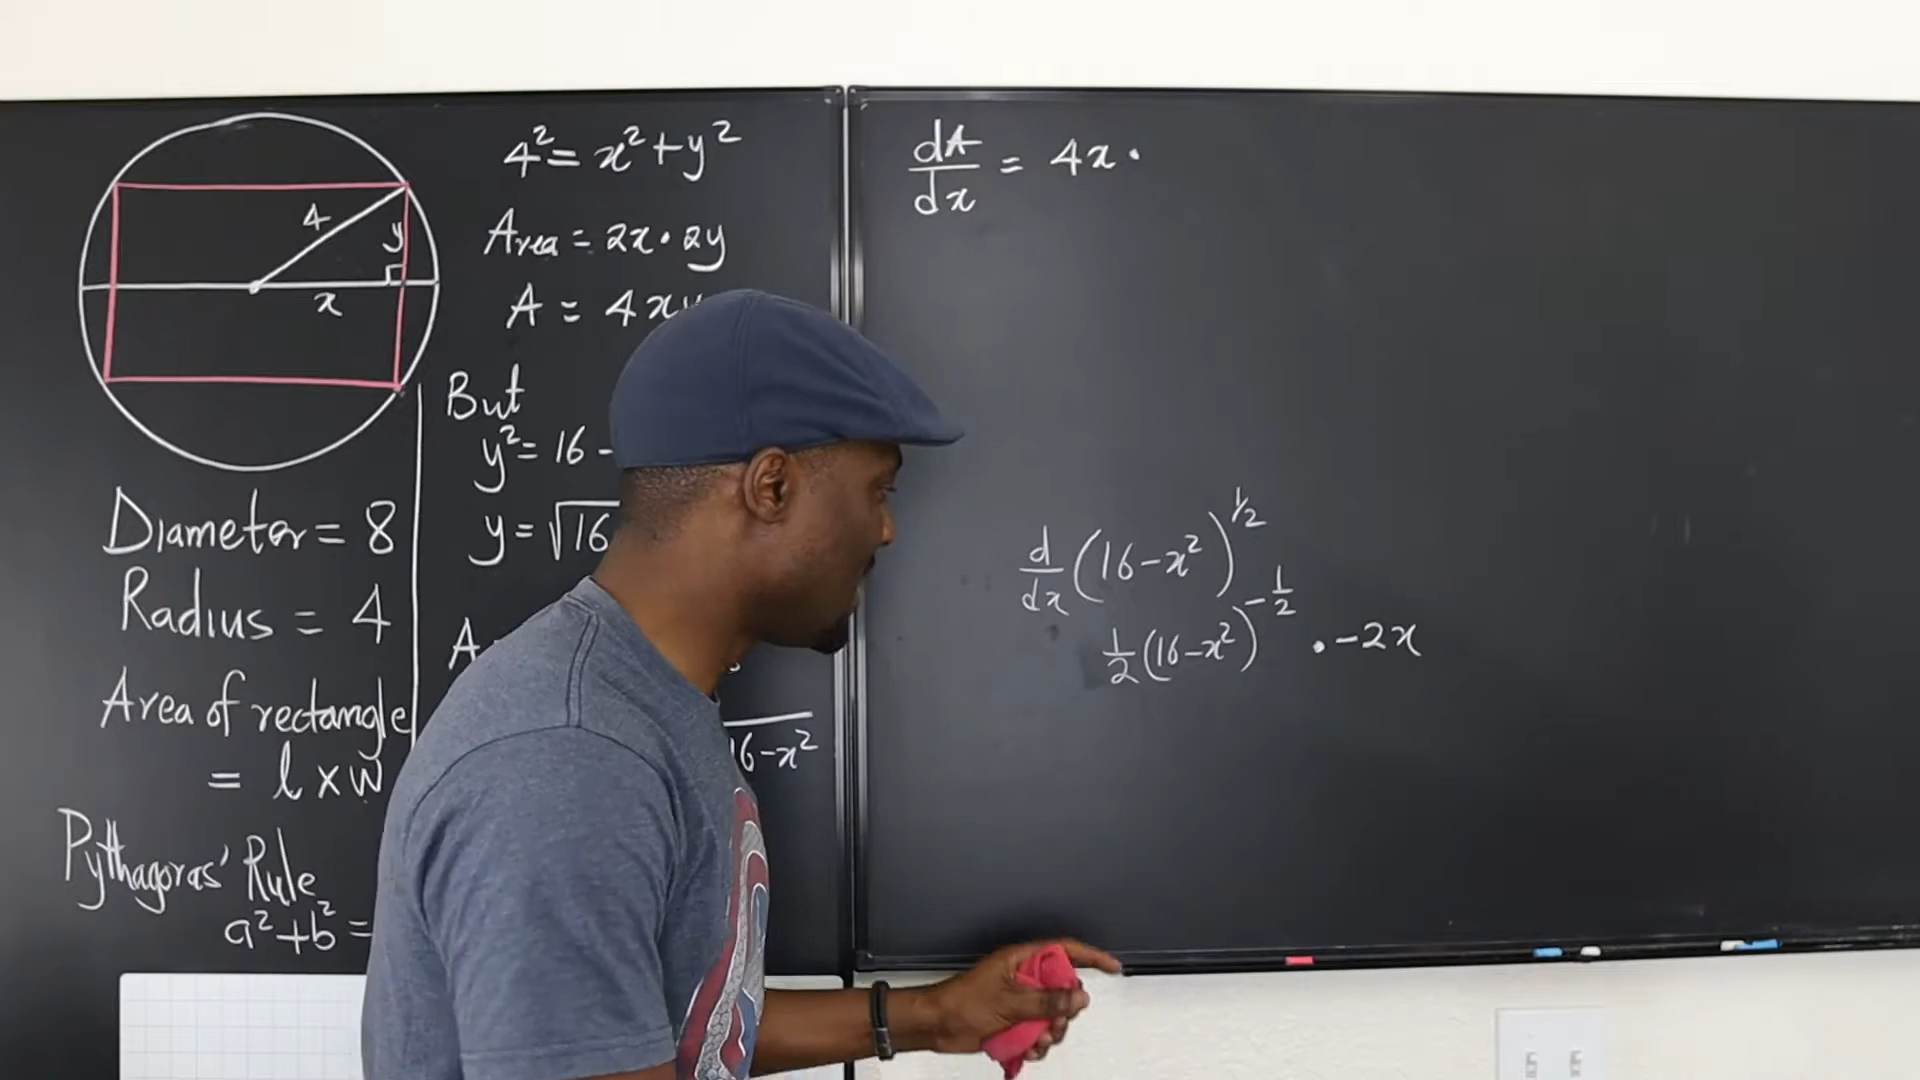 4
y
x
Diameter = 8
Radius = 4
Area of rectangle
= l x w
Pythagoras' Rule
a² + b² =
4² = x² + y²
Area = 2x · 2y
A = 4xy
But
y² = 16 -
y = √16
A
16 - x²
dA/dx = 4x ·
d/dx (16 - x²)^1/2
1/2 (16 - x²)^-1/2 · -2x